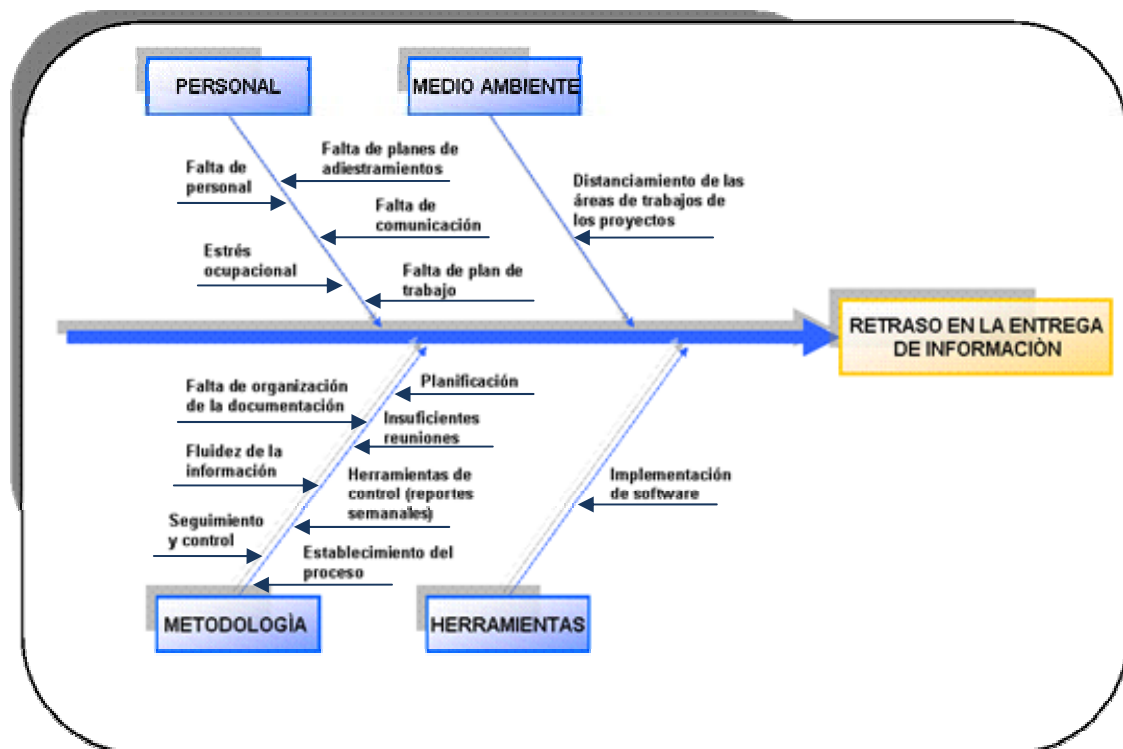 PERSONAL
MEDIO AMBIENTE
Falta de planes de
adiestramientos
Falta de
personal
Distanciamiento de las
áreas de trabajos de
los proyectos
Falta de
comunicación
Estrés
ocupacional
Falta de plan de
trabajo
RETRASO EN LA ENTREGA
DE INFORMACIÒN
Planificación
Falta de organización
de la documentación
Insuficientes
reuniones
Fluidez de la
información
Herramientas de
control (reportes
semanales)
Implementación
de software
Seguimiento
y control
Establecimiento del
proceso
METODOLOGÌA
HERRAMIENTAS